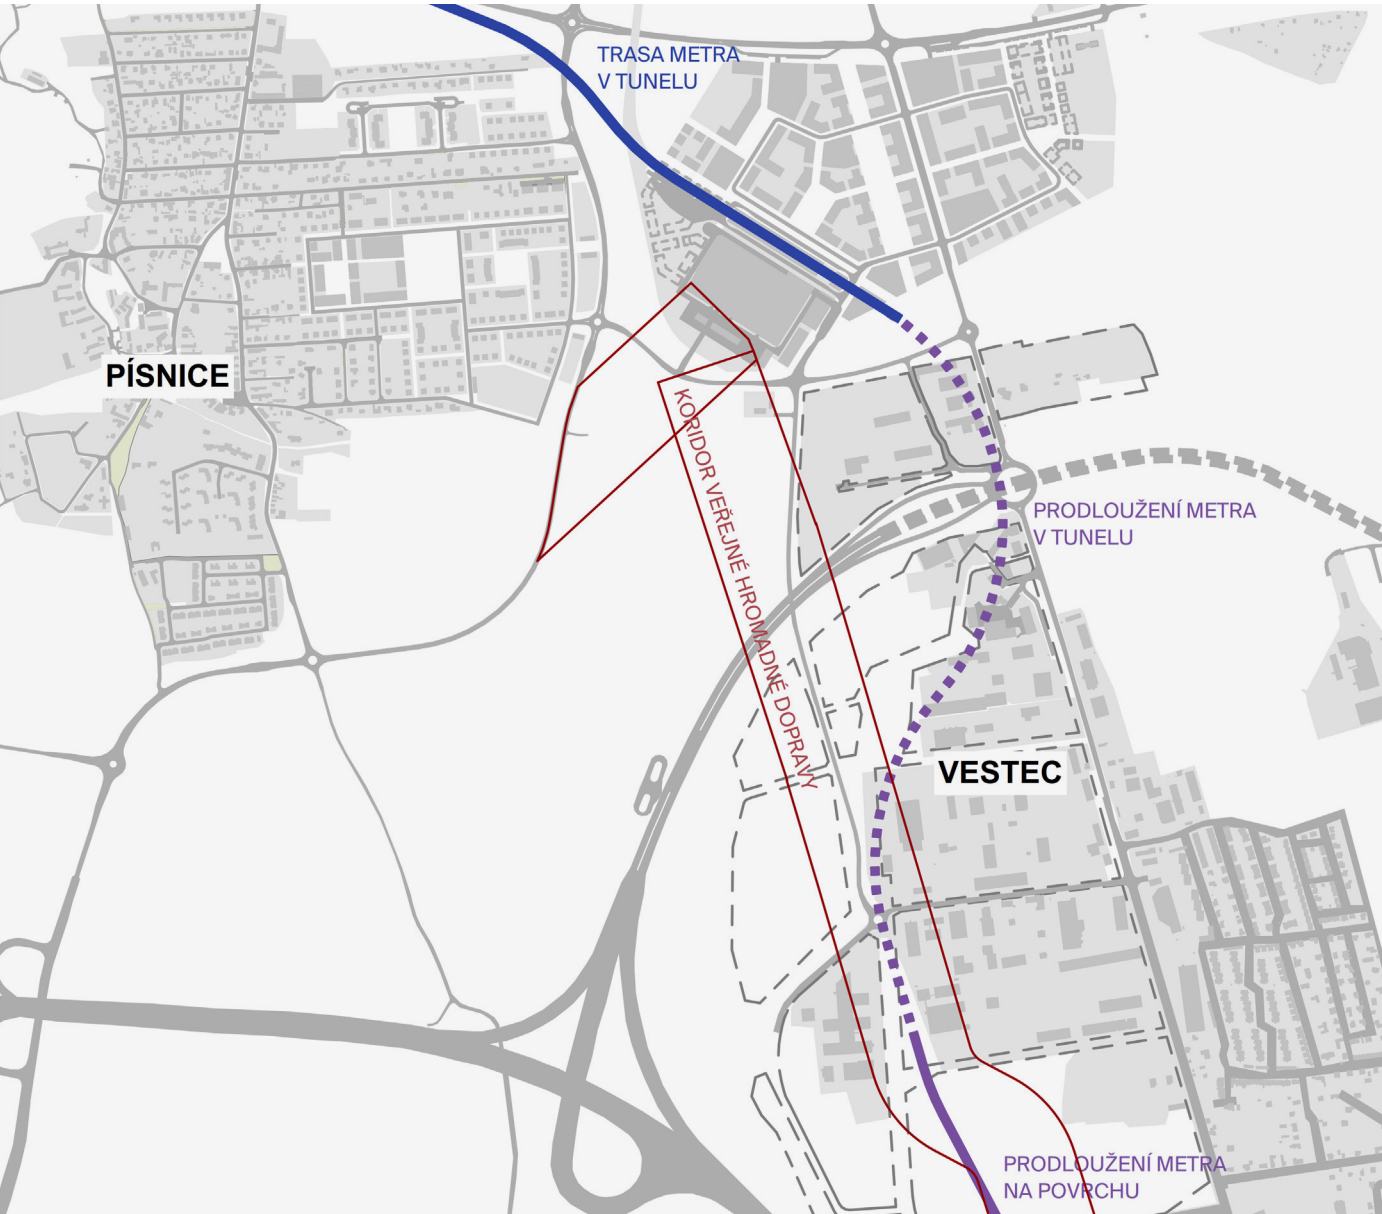 TRASA METRA
V TUNELU
PÍSNICE
KORIDOR VEŘEJNÉ HROMADNÉ DOPRAVY
PRODLOUŽENÍ METRA
V TUNELU
VESTEC
PRODLOUŽENÍ METRA
NA POVRCHU